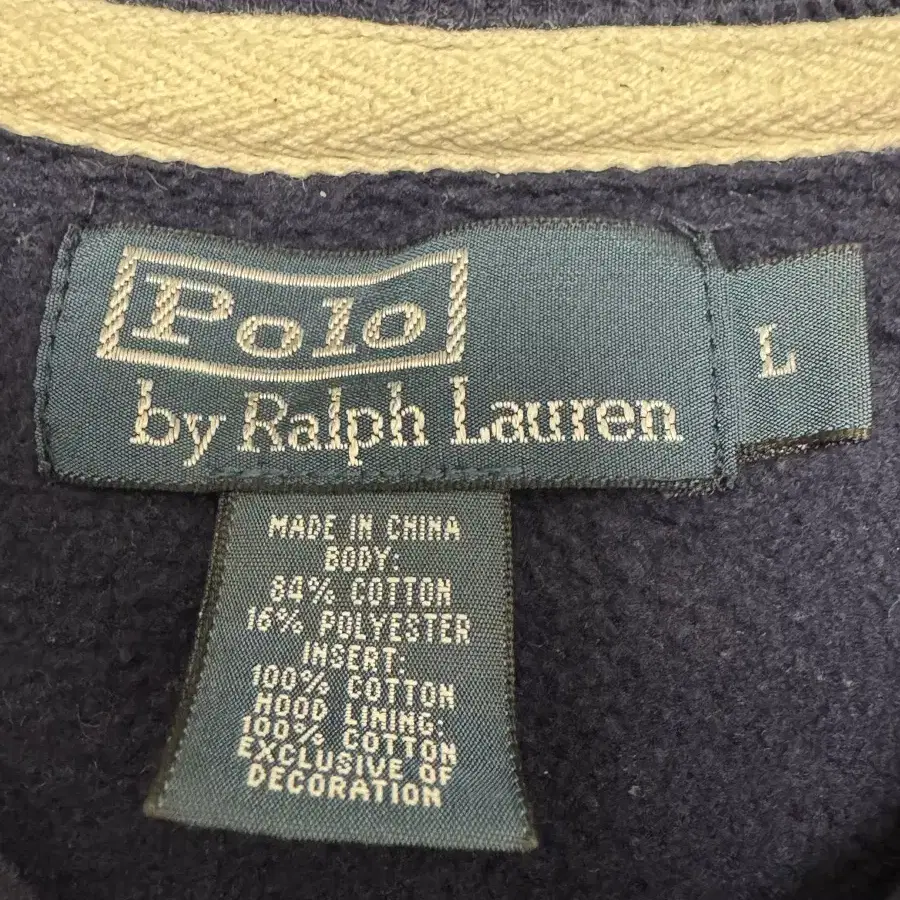 Polo
by Ralph Lauren
L
MADE IN CHINA
BODY:
84% COTTON
16% POLYESTER
INSERT:
100% COTTON
HOOD LINING:
100% COTTON
EXCLUSIVE OF
DECORATION